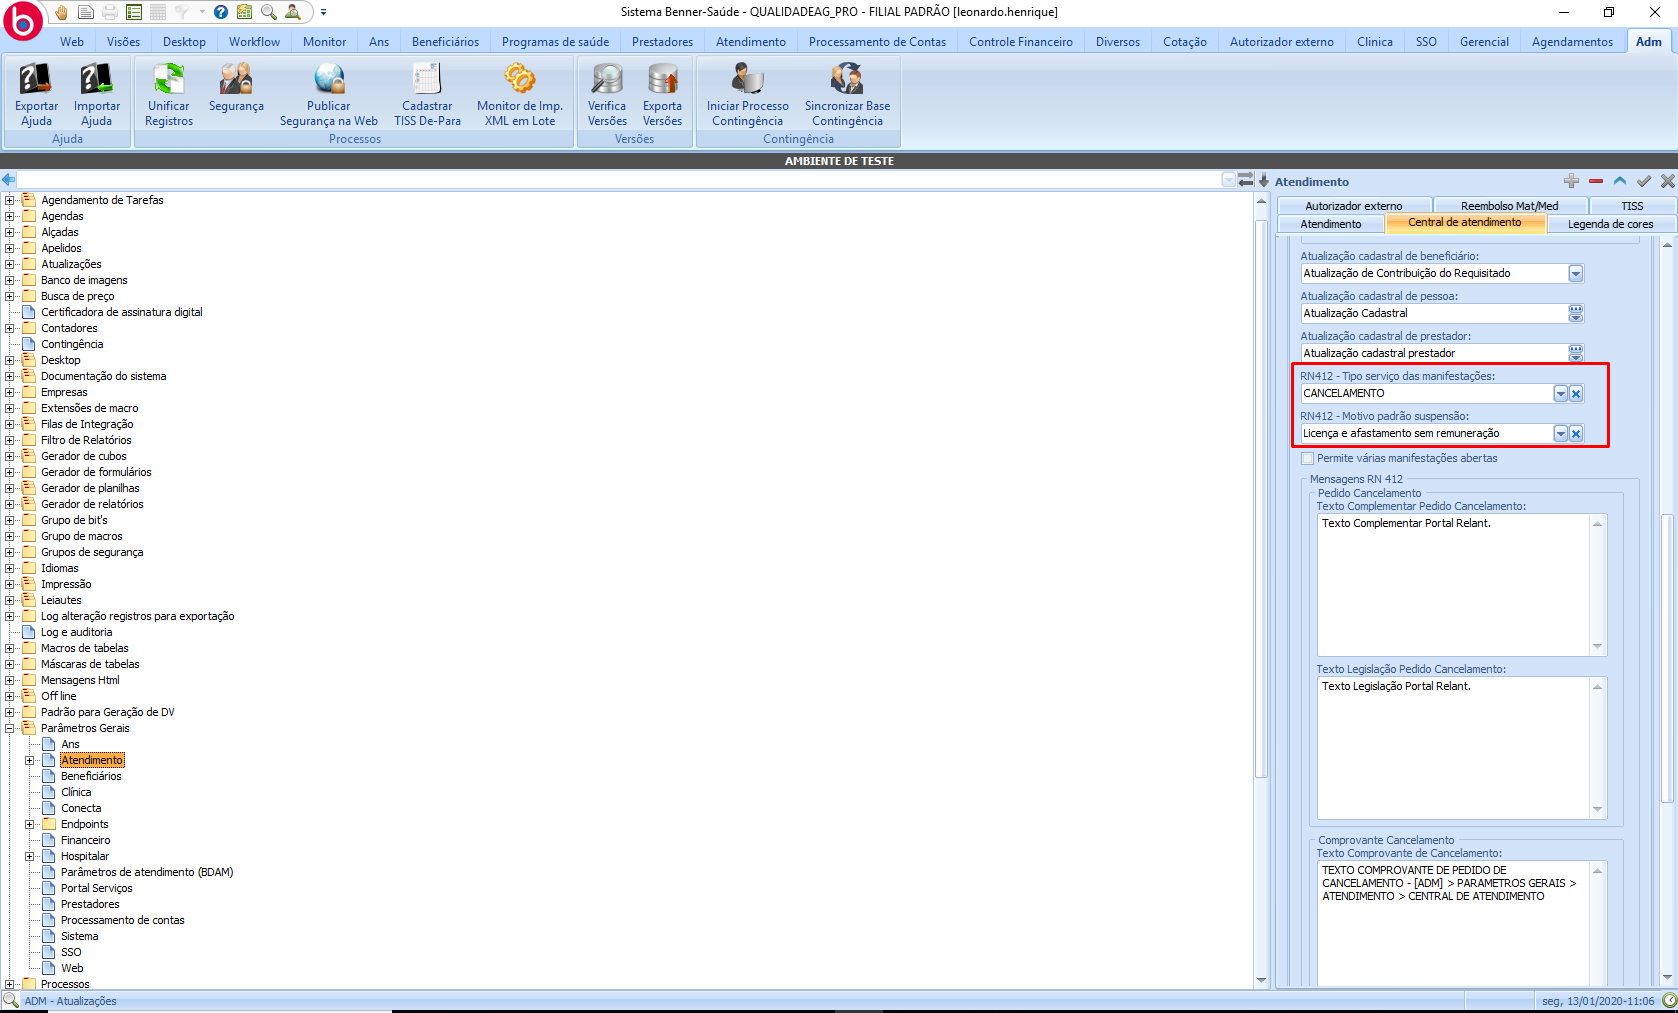 Sistema Benner-Saúde - QUALIDADEAG_PRO - FILIAL PADRÃO [leonardo.henrique]
Web Visões Desktop Workflow Monitor Ans Beneficiários Programas de saúde Prestadores Atendimento Processamento de Contas Controle Financeiro Diversos Cotação Autorizador externo Clinica SSO Gerencial Agendamentos Adm
Exportar Ajuda
Importar Ajuda
Ajuda
Unificar Registros
Segurança
Publicar Segurança na Web
Cadastrar TISS De-Para
Monitor de Imp. XML em Lote
Processos
Verifica Versões
Exporta Versões
Versões
Iniciar Processo Contingência
Sincronizar Base Contingência
Contingência
AMBIENTE DE TESTE
Agendamento de Tarefas
Agendas
Alçadas
Apelidos
Atualizações
Banco de imagens
Busca de preço
Certificadora de assinatura digital
Contadores
Contingência
Desktop
Documentação do sistema
Empresas
Extensões de macro
Filas de Integração
Filtro de Relatórios
Gerador de cubos
Gerador de formulários
Gerador de planilhas
Gerador de relatórios
Grupo de bit's
Grupo de macros
Grupos de segurança
Idiomas
Impressão
Leiautes
Log alteração registros para exportação
Log e auditoria
Macros de tabelas
Máscaras de tabelas
Mensagens Html
Off line
Padrão para Geração de DV
Parâmetros Gerais
Ans
Atendimento
Beneficiários
Clínica
Conecta
Endpoints
Financeiro
Hospitalar
Parâmetros de atendimento (BDAM)
Portal Serviços
Prestadores
Processamento de contas
Sistema
SSO
Web
Processos
Atendimento
Autorizador externo Reembolso Mat/Med TISS
Atendimento Central de atendimento Legenda de cores
Atualização cadastral de beneficiário:
Atualização de Contribuição do Requisitado
Atualização cadastral de pessoa:
Atualização Cadastral
Atualização cadastral de prestador:
Atualização cadastral prestador
RN412 - Tipo serviço das manifestações:
CANCELAMENTO
RN412 - Motivo padrão suspensão:
Licença e afastamento sem remuneração
Permite várias manifestações abertas
Mensagens RN 412
Pedido Cancelamento
Texto Complementar Pedido Cancelamento:
Texto Complementar Portal Relant.
Texto Legislação Pedido Cancelamento:
Texto Legislação Portal Relant.
Comprovante Cancelamento
Texto Comprovante de Cancelamento:
TEXTO COMPROVANTE DE PEDIDO DE
CANCELAMENTO - [ADM] > PARAMETROS GERAIS >
ATENDIMENTO > CENTRAL DE ATENDIMENTO
ADM - Atualizações
seg, 13/01/2020-11:06